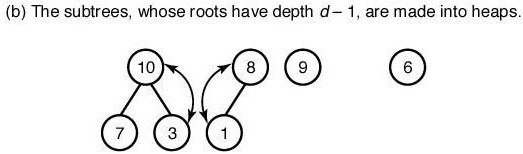 (b) The subtrees, whose roots have depth d – 1, are made into heaps.
10 8 9 6
7 3 1